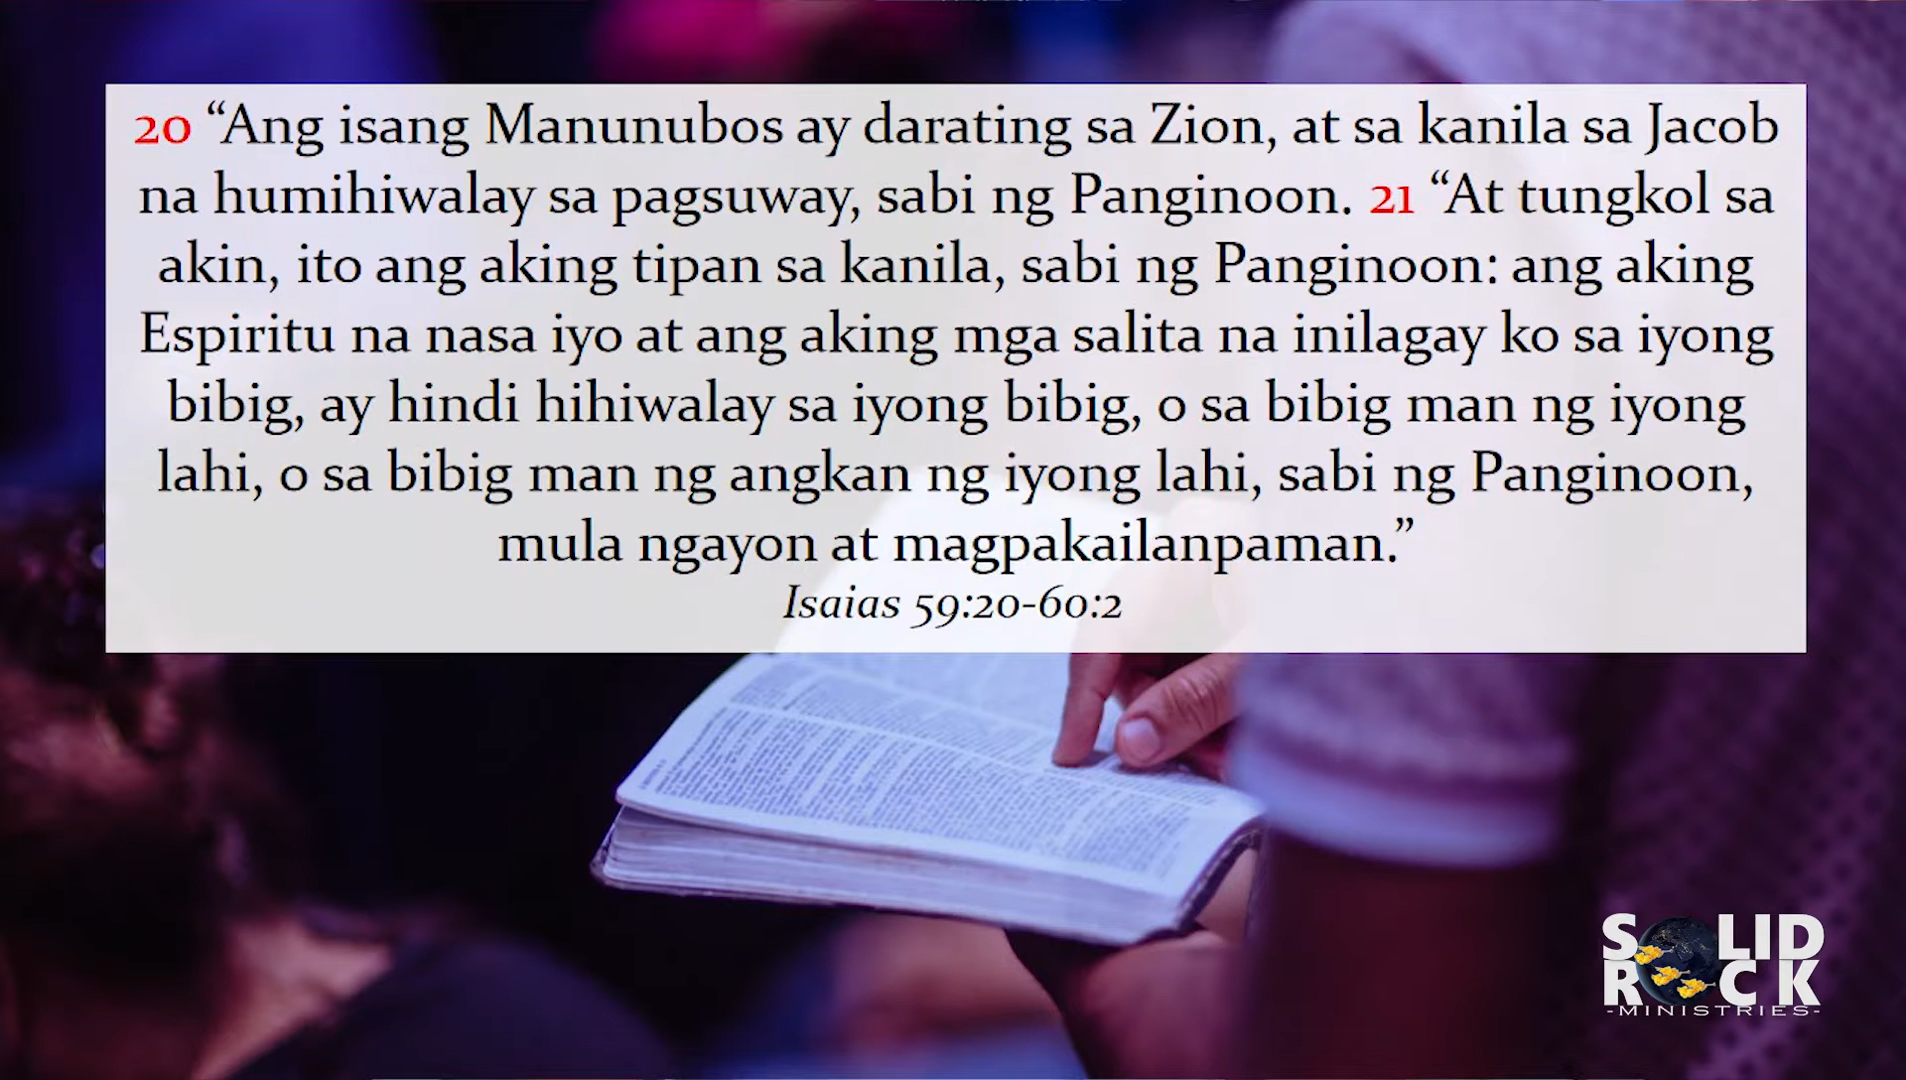 20 “Ang isang Manunubos ay darating sa Zion, at sa kanila sa Jacob
na humihiwalay sa pagsuway, sabi ng Panginoon. 21 “At tungkol sa
akin, ito ang aking tipan sa kanila, sabi ng Panginoon: ang aking
Espiritu na nasa iyo at ang aking mga salita na inilagay ko sa iyong
bibig, ay hindi hihiwalay sa iyong bibig, o sa bibig man ng iyong
lahi, o sa bibig man ng angkan ng iyong lahi, sabi ng Panginoon,
mula ngayon at magpakailanpaman.”
Isaias 59:20-60:2
SOLID
ROCK
-MINISTRIES-